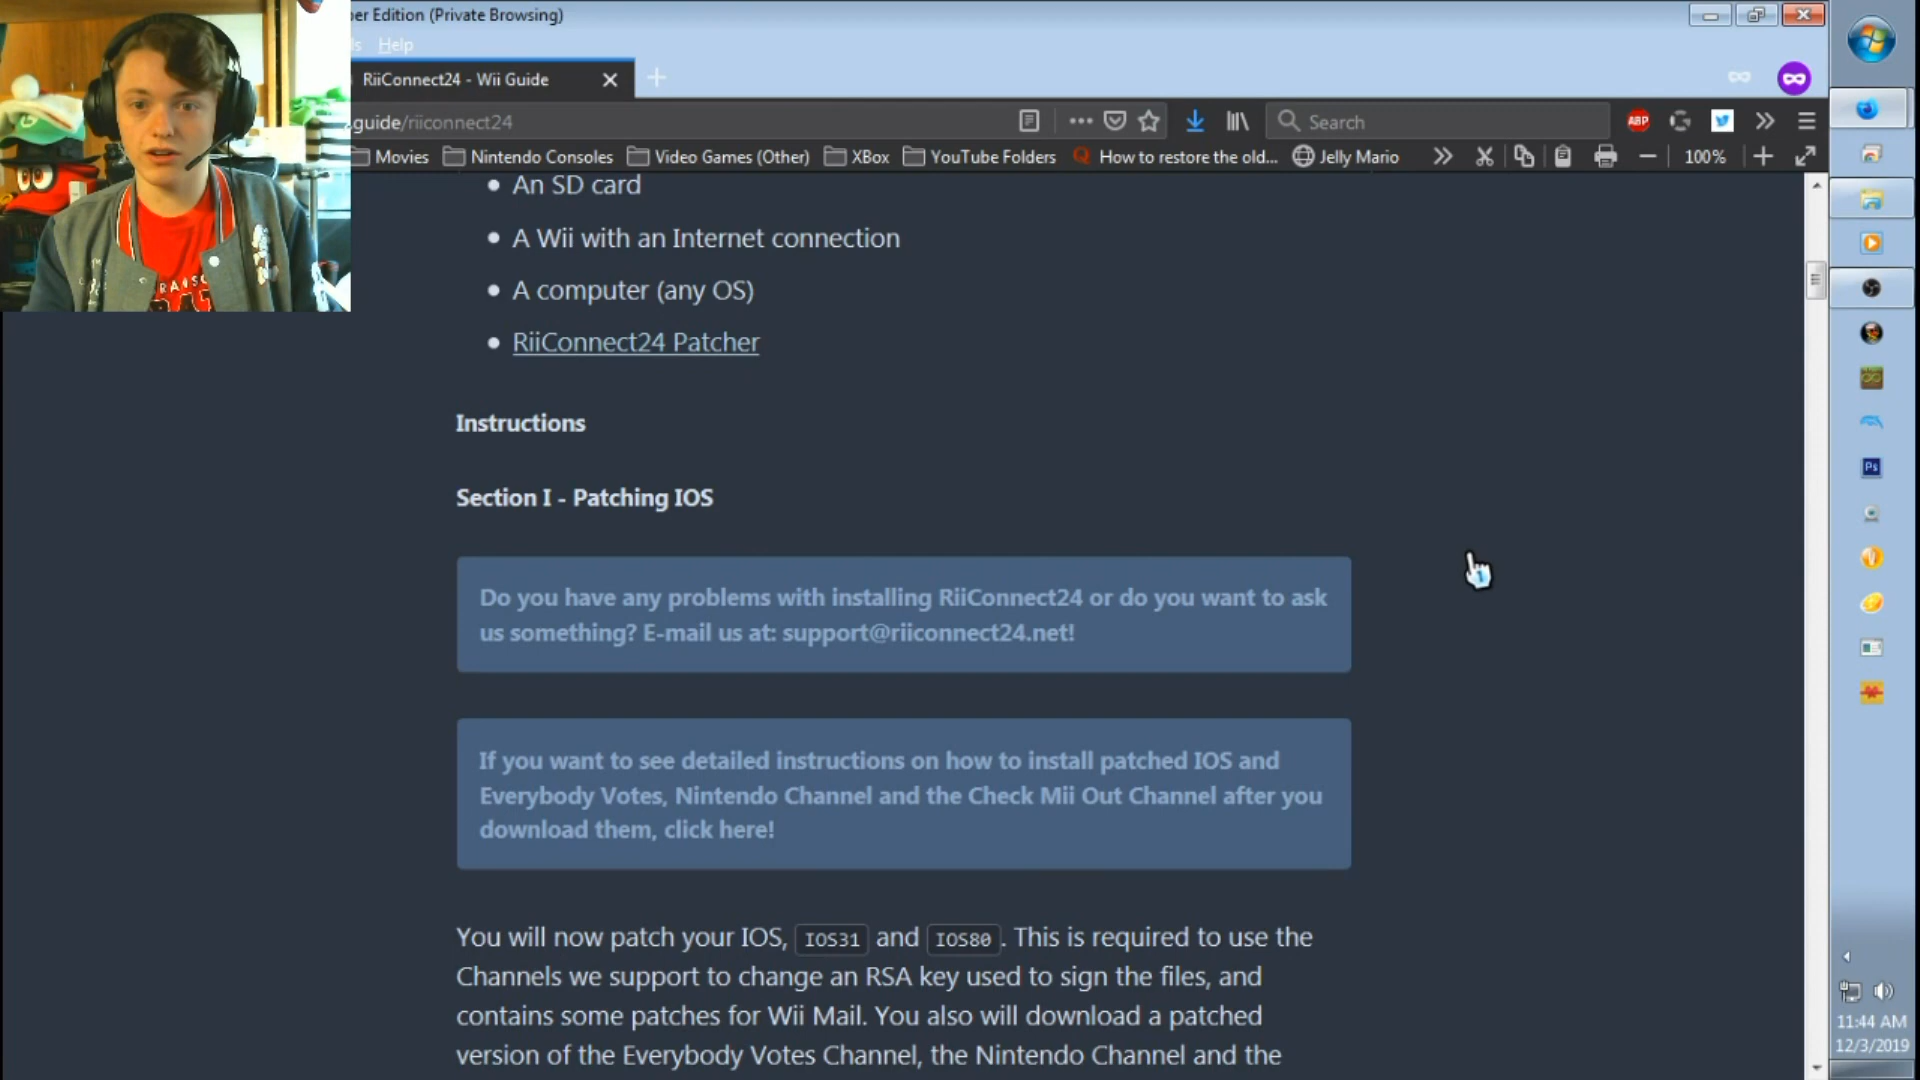 per Edition (Private Browsing)
ls Help
RiiConnect24 - Wii Guide
.guide/riiconnect24
Search
ABP
Movies Nintendo Consoles Video Games (Other) XBox YouTube Folders How to restore the old... Jelly Mario 100%
An SD card
A Wii with an Internet connection
A computer (any OS)
RiiConnect24 Patcher
Instructions
Section I - Patching IOS
Do you have any problems with installing RiiConnect24 or do you want to ask
us something? E-mail us at: support@riiconnect24.net!
If you want to see detailed instructions on how to install patched IOS and
Everybody Votes, Nintendo Channel and the Check Mii Out Channel after you
download them, click here!
You will now patch your IOS, IOS31 and IOS80. This is required to use the
Channels we support to change an RSA key used to sign the files, and
contains some patches for Wii Mail. You also will download a patched
version of the Everybody Votes Channel, the Nintendo Channel and the
Ps
11:44 AM
12/3/2019